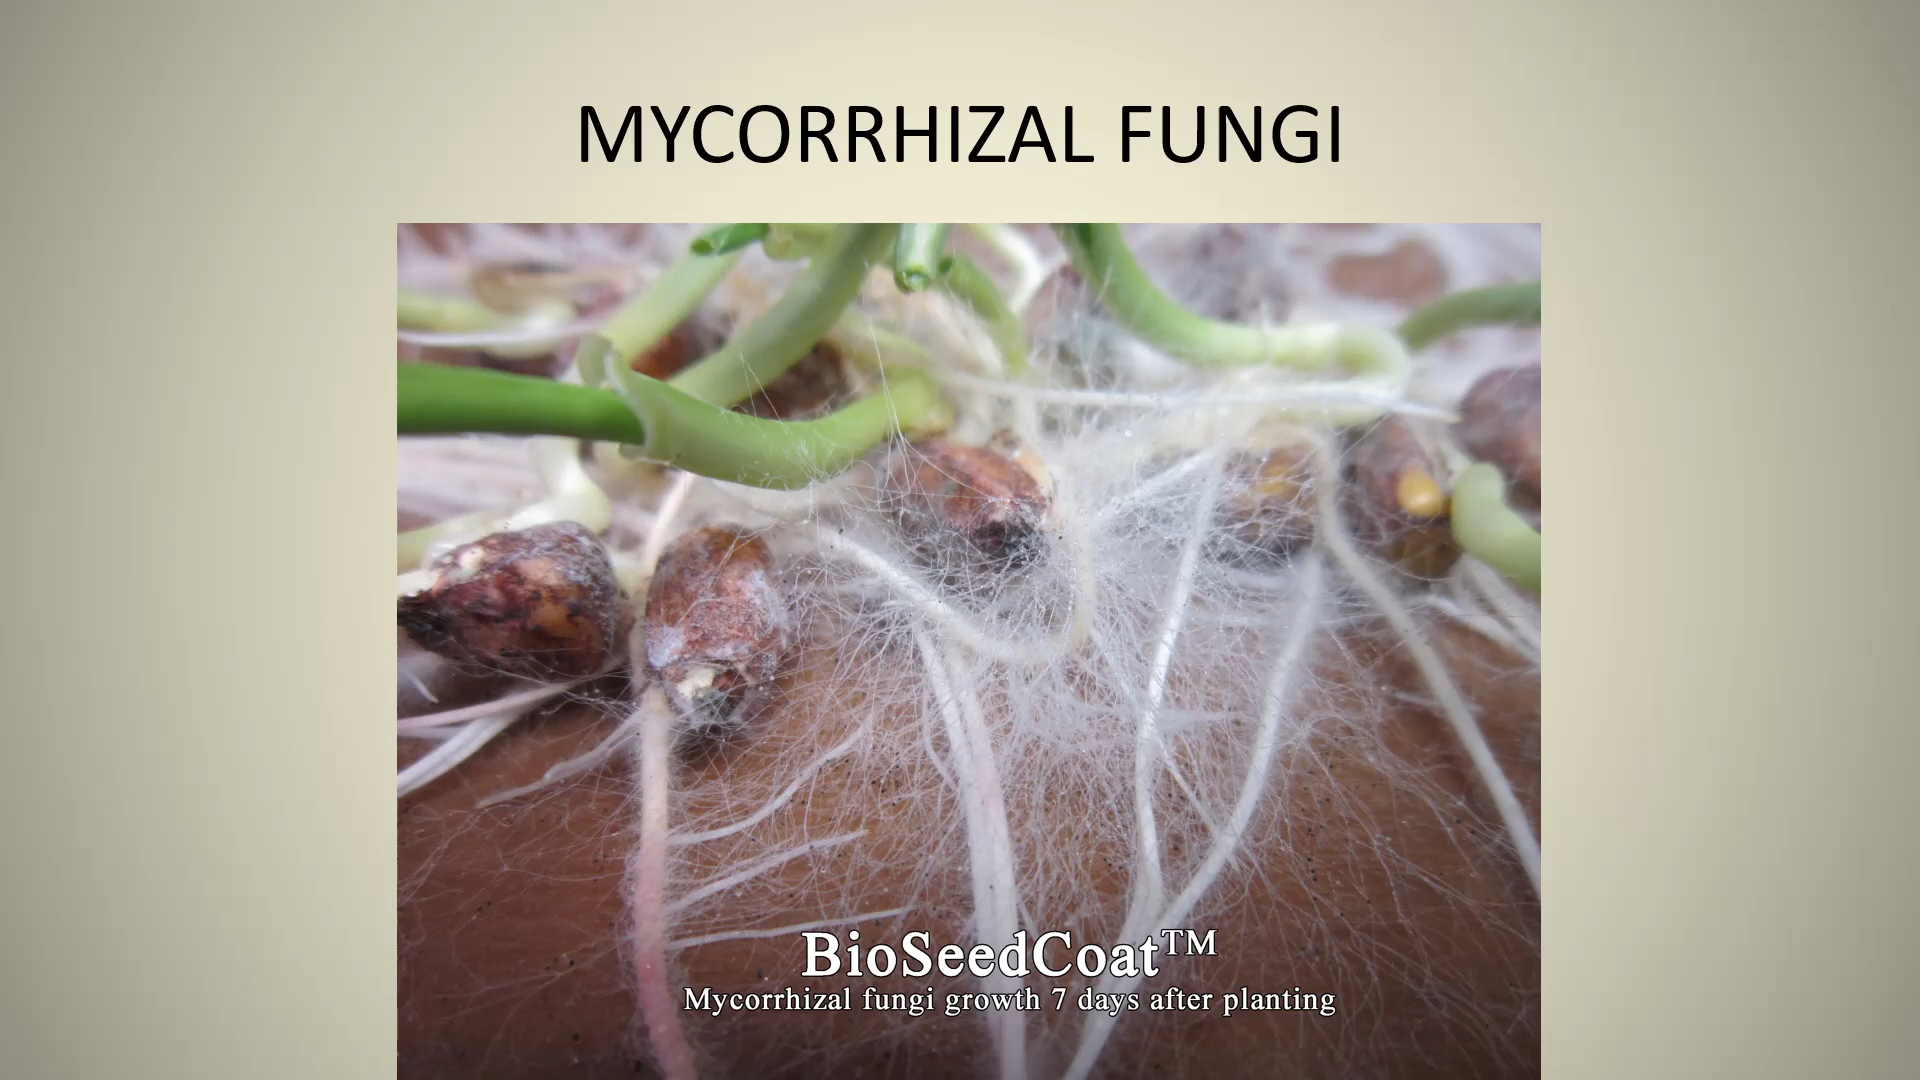 MYCORRHIZAL FUNGI
BioSeedCoat™
Mycorrhizal fungi growth 7 days after planting